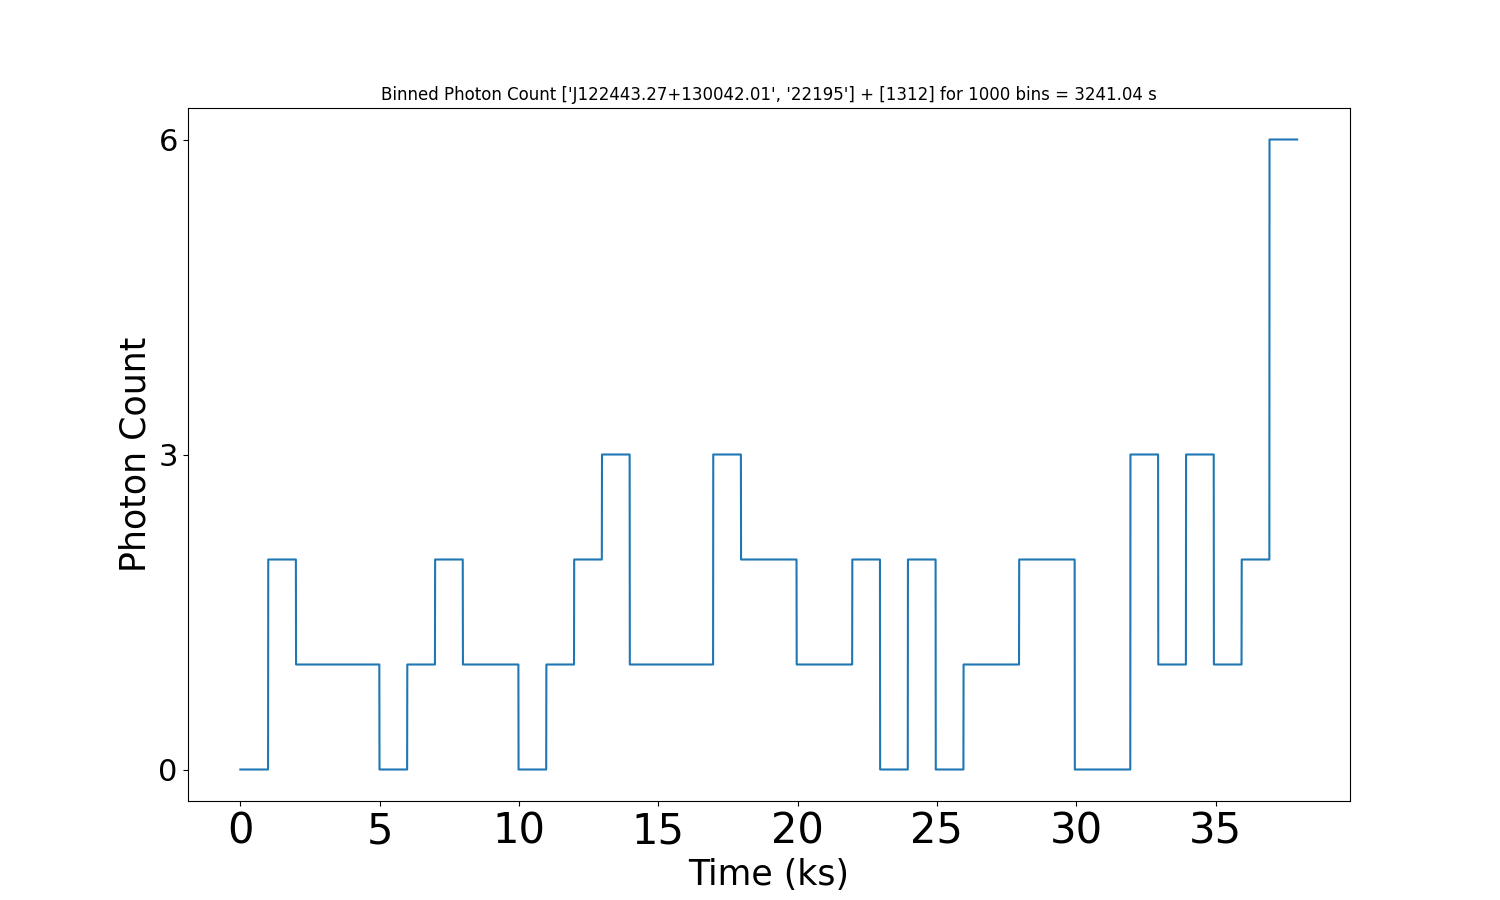 Binned Photon Count ['J122443.27+130042.01', '22195'] + [1312] for 1000 bins = 3241.04 s
6
3
0
Photon Count
0 5 10 15 20 25 30 35
Time (ks)